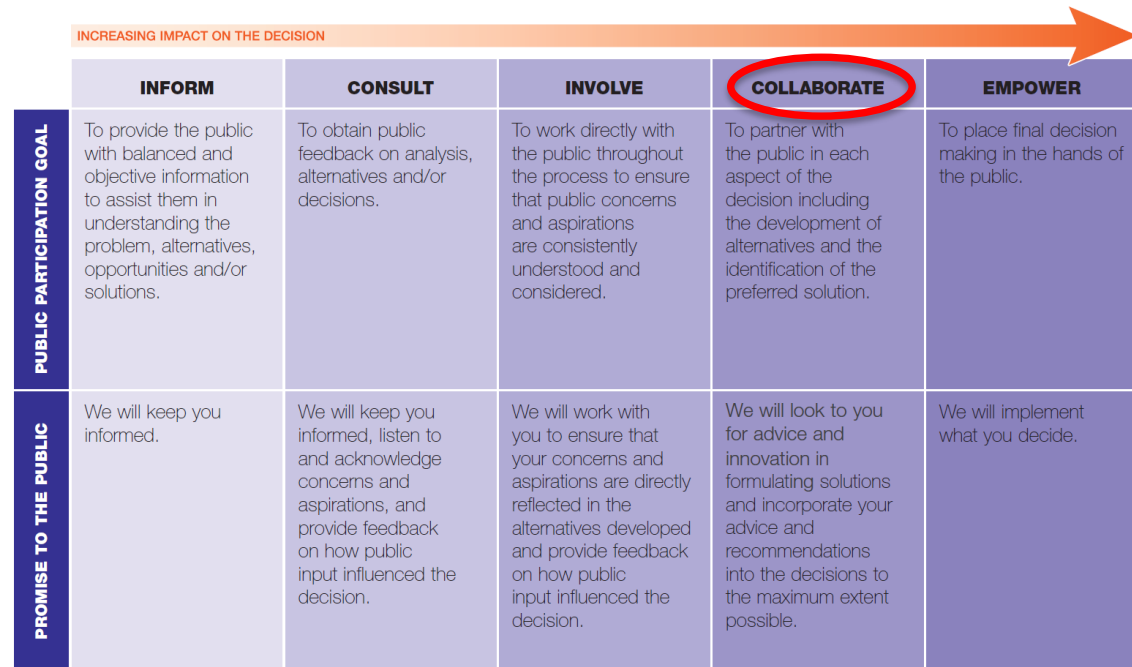 INCREASING IMPACT ON THE DECISION
INFORM
CONSULT
INVOLVE
COLLABORATE
EMPOWER
PUBLIC PARTICIPATION GOAL
To provide the public
with balanced and
objective information
to assist them in
understanding the
problem, alternatives,
opportunities and/or
solutions.
To obtain public
feedback on analysis,
alternatives and/or
decisions.
To work directly with
the public throughout
the process to ensure
that public concerns
and aspirations
are consistently
understood and
considered.
To partner with
the public in each
aspect of the
decision including
the development of
alternatives and the
identification of the
preferred solution.
To place final decision
making in the hands of
the public.
PROMISE TO THE PUBLIC
We will keep you
informed.
We will keep you
informed, listen to
and acknowledge
concerns and
aspirations, and
provide feedback
on how public
input influenced the
decision.
We will work with
you to ensure that
your concerns and
aspirations are directly
reflected in the
alternatives developed
and provide feedback
on how public
input influenced the
decision.
We will look to you
for advice and
innovation in
formulating solutions
and incorporate your
advice and
recommendations
into the decisions to
the maximum extent
possible.
We will implement
what you decide.